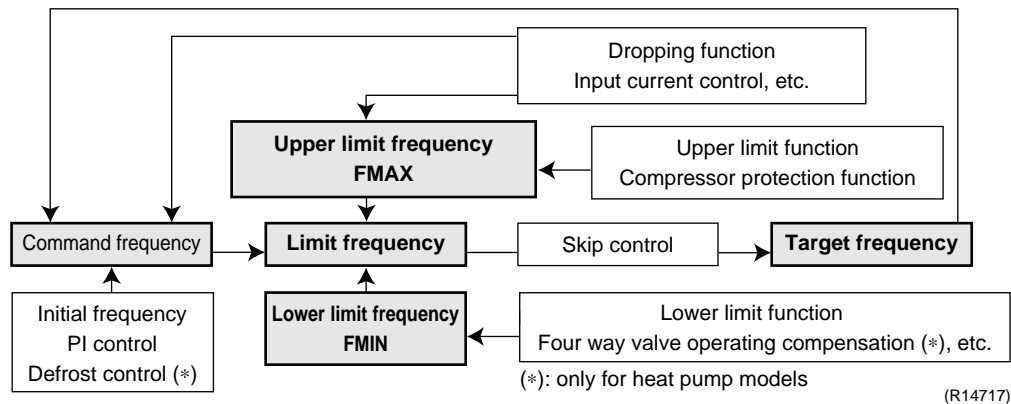 Dropping function
Input current control, etc.
Upper limit frequency
FMAX
Upper limit function
Compressor protection function
Command frequency
Limit frequency
Skip control
Target frequency
Initial frequency
PI control
Defrost control (∗)
Lower limit frequency
FMIN
Lower limit function
Four way valve operating compensation (∗), etc.
(∗): only for heat pump models
(R14717)